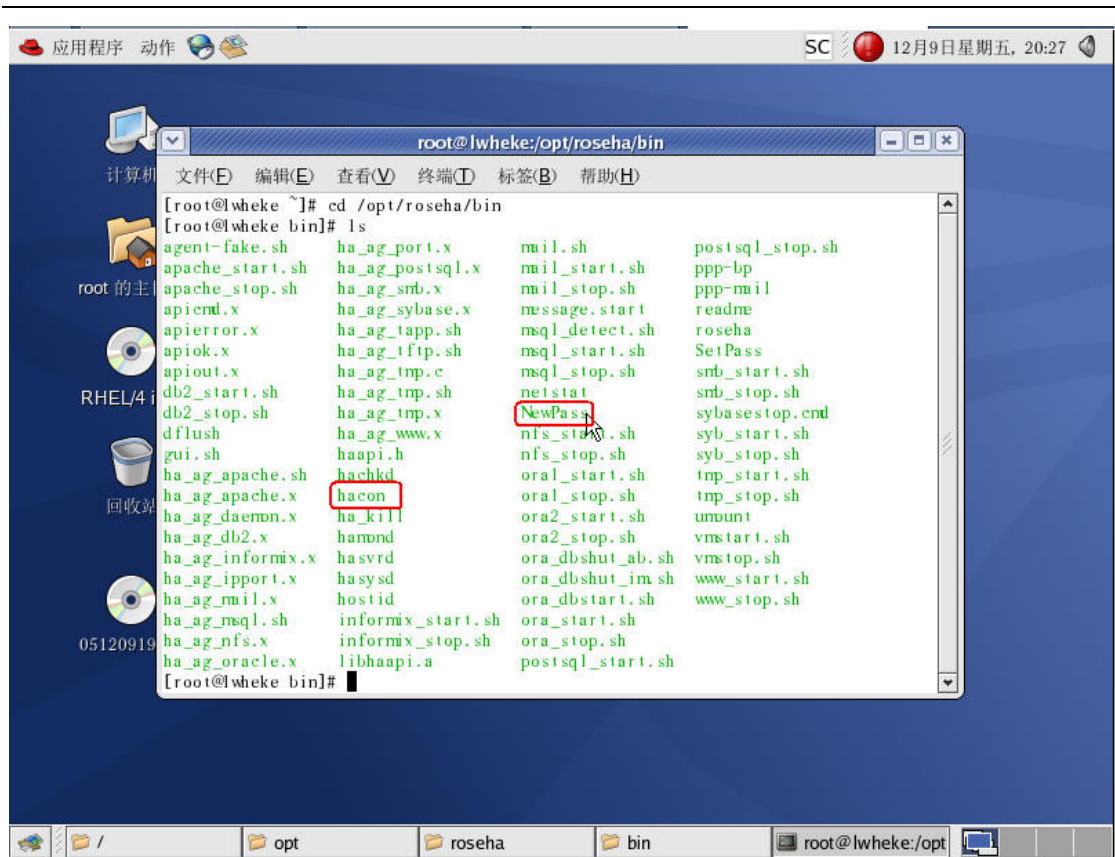 应用程序 动作 SC 12月9日星期五, 20:27
root@lwheke:/opt/roseha/bin
计算机
文件(F) 编辑(E) 查看(V) 终端(T) 标签(B) 帮助(H)
[root@lwheke ~]# cd /opt/roseha/bin
[root@lwheke bin]# ls
agent-fake.sh ha_ag_port.x mail.sh postsql_stop.sh
apache_start.sh ha_ag_postsql.x mail_start.sh ppp-bp
root 的主
apache_stop.sh ha_ag_smb.x mail_stop.sh ppp-mail
apicmd.x ha_ag_sybase.x message.start readme
apierror.x ha_ag_tapp.sh msql_detect.sh roseha
apiok.x ha_ag_tftp.sh msql_start.sh SetPass
apiout.x ha_ag_tmp.c msql_stop.sh smb_start.sh
RHEL/4 i
db2_start.sh ha_ag_tmp.sh netstat smb_stop.sh
db2_stop.sh ha_ag_tmp.x NewPass sybasestop.cmd
dflush ha_ag_www.x nfs_start.sh syb_start.sh
gui.sh haapi.h nfs_stop.sh syb_stop.sh
ha_ag_apache.sh hachkd ora1_start.sh tmp_start.sh
回收站
ha_ag_apache.x hacon ora1_stop.sh tmp_stop.sh
ha_ag_daemon.x ha_kill ora2_start.sh umount
ha_ag_db2.x hamond ora2_stop.sh vmstart.sh
ha_ag_informix.x hasvrd ora_dbshut_ab.sh vmstop.sh
ha_ag_ipport.x hasysd ora_dbshut_im.sh www_start.sh
ha_ag_mail.x hostid ora_dbstart.sh www_stop.sh
ha_ag_msql.sh informix_start.sh ora_start.sh
05120919
ha_ag_nfs.x informix_stop.sh ora_stop.sh
ha_ag_oracle.x libhaapi.a postsql_start.sh
[root@lwheke bin]#
/ opt roseha bin root@lwheke:/opt